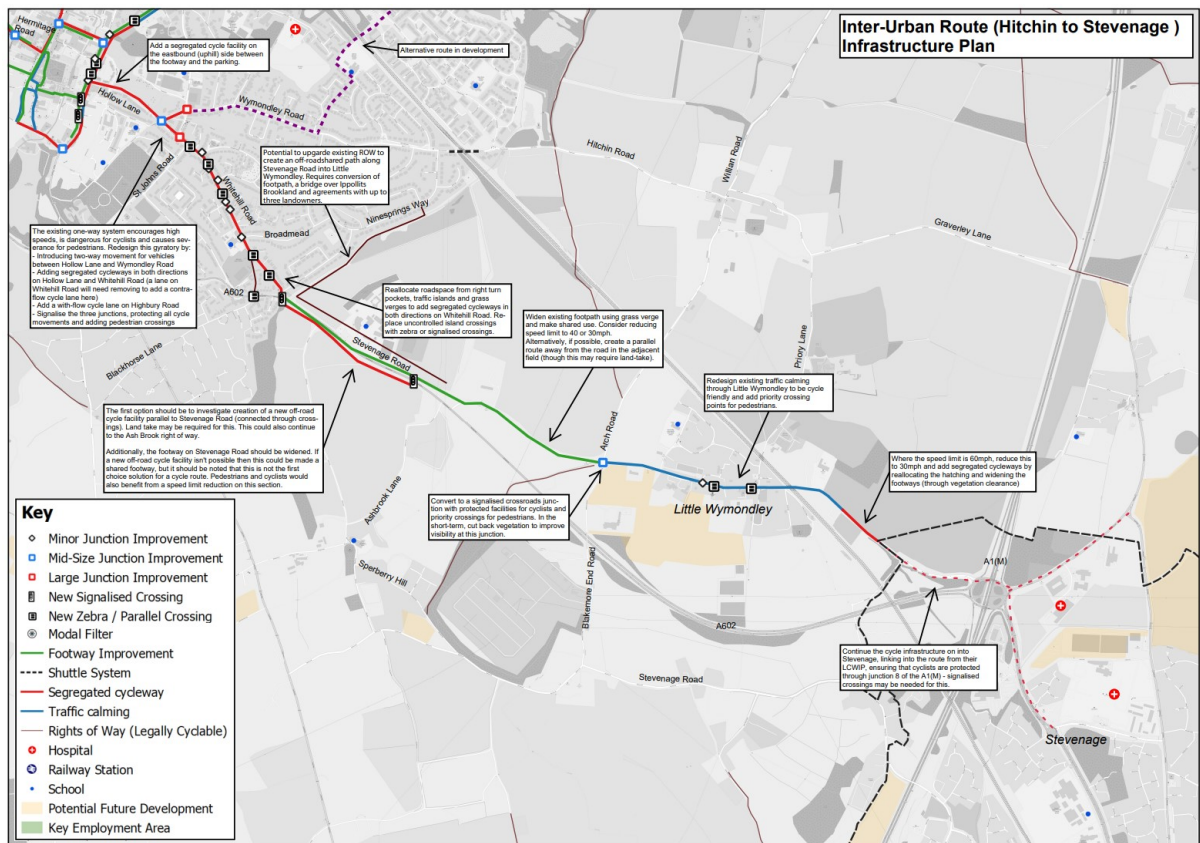 Inter-Urban Route (Hitchin to Stevenage )
Infrastructure Plan
Hermitage
Road
Add a segregated cycle facility on
the eastbound (uphill) side between
the footway and the parking.
Alternative route in development
Hollow Lane
Wymondley Road
St Johns Road
Whitehill Road
Potential to upgarde existing ROW to
create an off-roadshared path along
Stevenage Road into Little
Wymondley. Requires conversion of
footpath, a bridge over Ippollits
Brookland and agreements with up to
three landowners.
Hitchin Road
Willian Road
Graverley Lane
Ninesprings Way
Broadmead
The existing one-way system encourages high
speeds, is dangerous for cyclists and causes sev-
erance for pedestrians. Redesign this gyratory by:
- Introducing two-way movement for vehicles
between Hollow Lane and Wymondley Road
- Adding segregated cycleways in both directions
on Hollow Lane and Whitehill Road (a lane on
Whitehill Road will need removing to add a contra-
flow cycle lane here)
- Add a with-flow cycle lane on Highbury Road
- Signalise the three junctions, protecting all cycle
movements and adding pedestrian crossings
A602
Reallocate roadspace from right turn
pockets, traffic islands and grass
verges to add segregated cycleways in
both directions on Whitehill Road. Re-
place uncontrolled island crossings
with zebra or signalised crossings.
Widen existing footpath using grass verge
and make shared use. Consider reducing
speed limit to 40 or 30mph.
Alternatively, if possible, create a parallel
route away from the road in the adjacent
field (though this may require land-take).
Blackhorse Lane
Stevenage Road
Priory Lane
Redesign existing traffic calming
through Little Wymondley to be cycle
friendly and add priority crossing
points for pedestrians.
The first option should be to investigate creation of a new off-road
cycle facility parallel to Stevenage Road (connected through cross-
ings). Land take may be required for this. This could also continue
to the Ash Brook right of way.
Additionally, the footway on Stevenage Road should be widened. If
a new off-road cycle facility isn't possible then this could be made a
shared footway, but it should be noted that this is not the first
choice solution for a cycle route. Pedestrians and cyclists would
also benefit from a speed limit reduction on this section.
Arch Road
Where the speed limit is 60mph, reduce this
to 30mph and add segregated cycleways by
reallocating the hatching and widening the
footways (through vegetation clearance)
Convert to a signalised crossroads junc-
tion with protected facilities for cyclists and
priority crossings for pedestrians. In the
short-term, cut back vegetation to improve
visibility at this junction.
Little Wymondley
Ashbrook Lane
Sperberry Hill
Blakemore End Road
A1(M)
A602
Continue the cycle infrastructure on into
Stevenage, linking into the route from their
LCWIP, ensuring that cyclists are protected
through junction 8 of the A1(M) - signalised
crossings may be needed for this.
Stevenage Road
Stevenage
Key
Minor Junction Improvement
Mid-Size Junction Improvement
Large Junction Improvement
New Signalised Crossing
New Zebra / Parallel Crossing
Modal Filter
Footway Improvement
Shuttle System
Segregated cycleway
Traffic calming
Rights of Way (Legally Cyclable)
Hospital
Railway Station
School
Potential Future Development
Key Employment Area